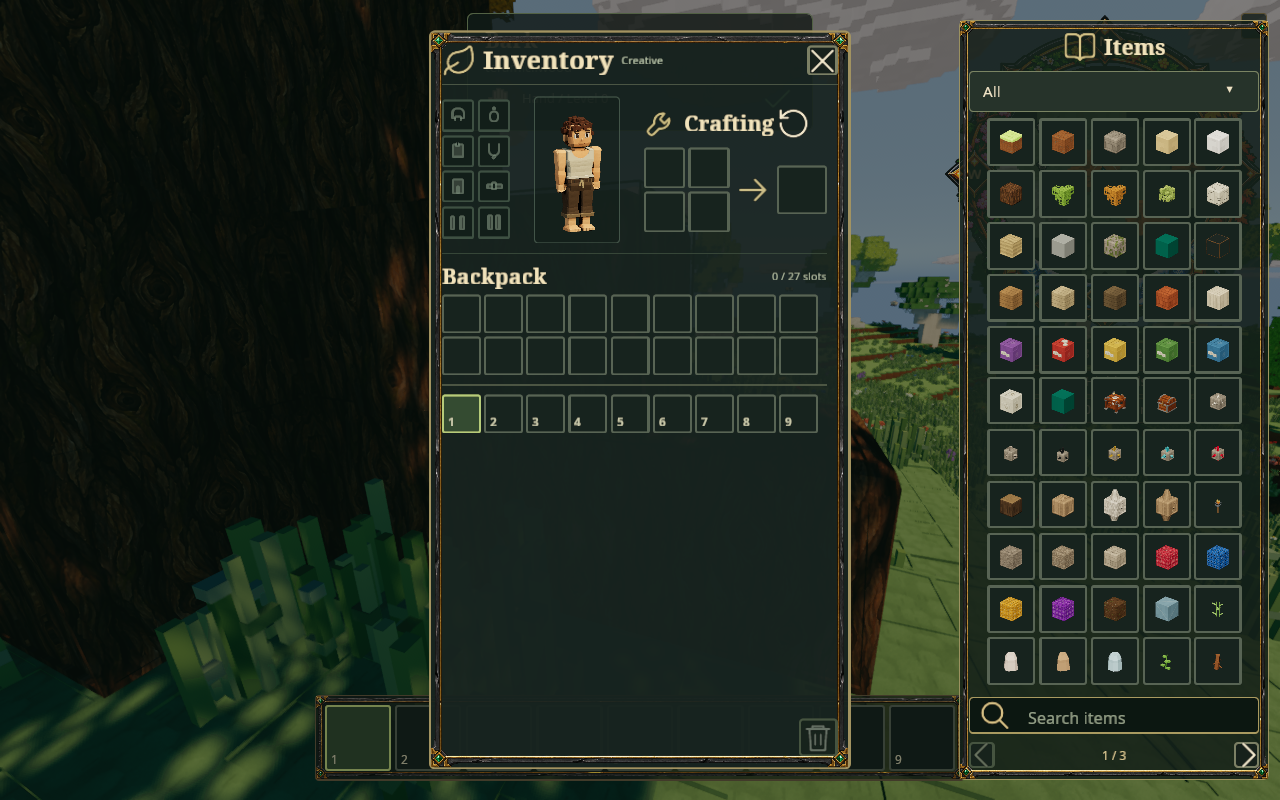 Inventory Creative
Crafting
Backpack
0 / 27 slots
1 2 3 4 5 6 7 8 9
1 2 9
Items
All
Search items
1 / 3